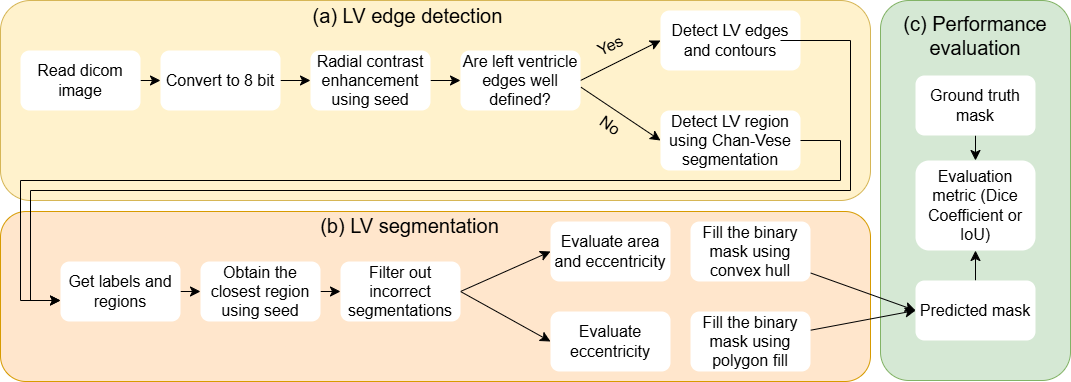 (a) LV edge detection
Read dicom
image
Convert to 8 bit
Radial contrast
enhancement
using seed
Are left ventricle
edges well
defined?
Yes
No
Detect LV edges
and contours
Detect LV region
using Chan-Vese
segmentation
(b) LV segmentation
Get labels and
regions
Obtain the
closest region
using seed
Filter out
incorrect
segmentations
Evaluate area
and eccentricity
Evaluate
eccentricity
Fill the binary
mask using
convex hull
Fill the binary
mask using
polygon fill
(c) Performance
evaluation
Ground truth
mask
Evaluation
metric (Dice
Coefficient or
IoU)
Predicted mask